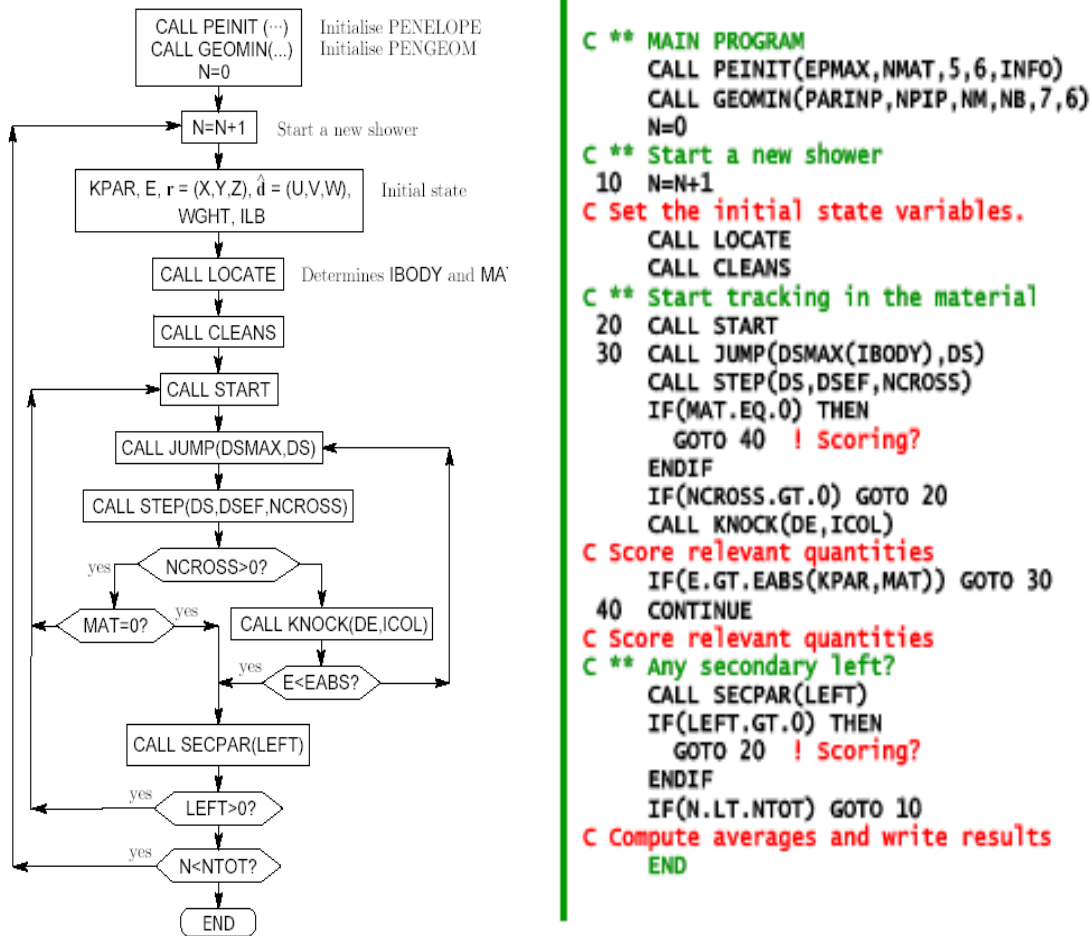 CALL PEINIT (···) Initialise PENELOPE
CALL GEOMIN(...) Initialise PENGEOM
N=0
N=N+1 Start a new shower
KPAR, E, r = (X,Y,Z), d̂ = (U,V,W), Initial state
WGHT, ILB
CALL LOCATE Determines IBODY and MA
CALL CLEANS
CALL START
CALL JUMP(DSMAX,DS)
CALL STEP(DS,DSEF,NCROSS)
yes NCROSS>0?
MAT=0? yes CALL KNOCK(DE,ICOL)
yes E<EABS?
CALL SECPAR(LEFT)
yes LEFT>0?
yes N<NTOT?
END
C ** MAIN PROGRAM
CALL PEINIT(EPMAX,NMAT,5,6,INFO)
CALL GEOMIN(PARINP,NPIP,NM,NB,7,6)
N=0
C ** Start a new shower
10 N=N+1
C Set the initial state variables.
CALL LOCATE
CALL CLEANS
C ** Start tracking in the material
20 CALL START
30 CALL JUMP(DSMAX(IBODY),DS)
CALL STEP(DS,DSEF,NCROSS)
IF(MAT.EQ.0) THEN
GOTO 40 ! Scoring?
ENDIF
IF(NCROSS.GT.0) GOTO 20
CALL KNOCK(DE,ICOL)
C Score relevant quantities
IF(E.GT.EABS(KPAR,MAT)) GOTO 30
40 CONTINUE
C Score relevant quantities
C ** Any secondary left?
CALL SECPAR(LEFT)
IF(LEFT.GT.0) THEN
GOTO 20 ! Scoring?
ENDIF
IF(N.LT.NTOT) GOTO 10
C Compute averages and write results
END